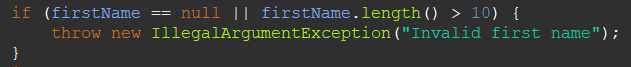 if (firstName == null || firstName.length() > 10) {
    throw new IllegalArgumentException("Invalid first name");
}